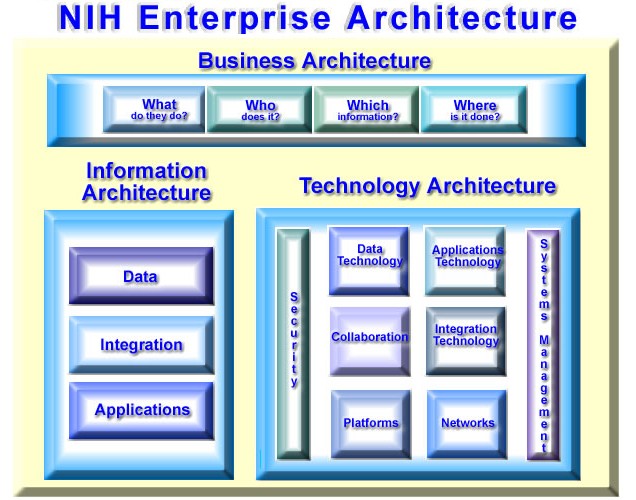 NIH Enterprise Architecture
Business Architecture
What
do they do?
Who
does it?
Which
information?
Where
is it done?
Information
Architecture
Data
Integration
Applications
Technology Architecture
Security
Data
Technology
Applications
Technology
Collaboration
Integration
Technology
Platforms
Networks
Systems Management